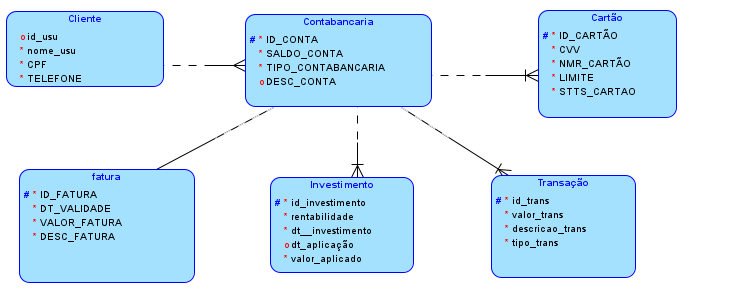 Cliente
o id_usu
* nome_usu
* CPF
* TELEFONE
Contabancaria
# * ID_CONTA
* SALDO_CONTA
* TIPO_CONTABANCARIA
o DESC_CONTA
Cartão
# * ID_CARTÃO
* CVV
* NMR_CARTÃO
* LIMITE
* STTS_CARTAO
fatura
# * ID_FATURA
* DT_VALIDADE
* VALOR_FATURA
* DESC_FATURA
Investimento
# * id_investimento
* rentabilidade
* dt__investimento
o dt_aplicação
* valor_aplicado
Transação
# * id_trans
* valor_trans
* descricao_trans
* tipo_trans